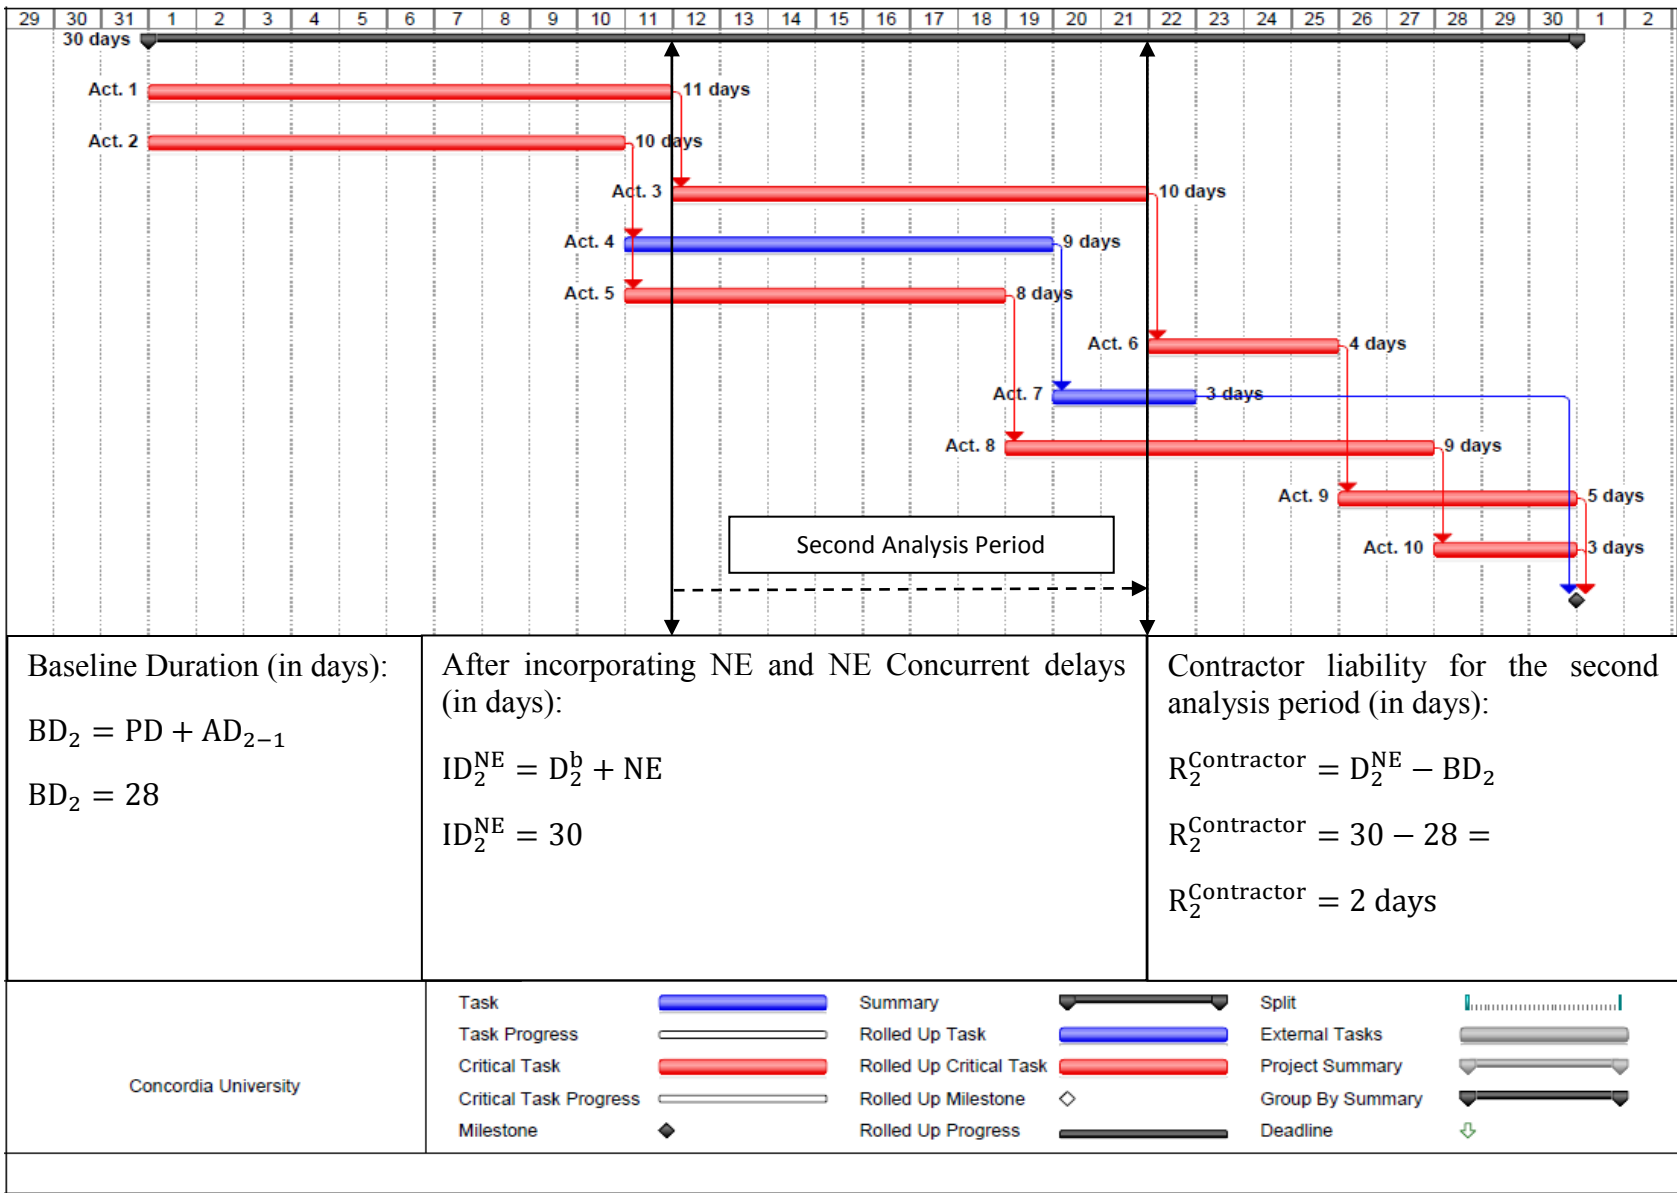 29 30 31 1 2 3 4 5 6 7 8 9 10 11 12 13 14 15 16 17 18 19 20 21 22 23 24 25 26 27 28 29 30 1 2
30 days
Act. 1 11 days
Act. 2 10 days
Act. 3 10 days
Act. 4 9 days
Act. 5 8 days
Act. 6 4 days
Act. 7 3 days
Act. 8 9 days
Act. 9 5 days
Second Analysis Period
Act. 10 3 days
Baseline Duration (in days):
BD₂ = PD + AD₂₋₁
BD₂ = 28
After incorporating NE and NE Concurrent delays
(in days):
ID₂ᴺᴱ = D₂ᵇ + NE
ID₂ᴺᴱ = 30
Contractor liability for the second
analysis period (in days):
R₂^Contractor = D₂ᴺᴱ − BD₂
R₂^Contractor = 30 − 28 =
R₂^Contractor = 2 days
Concordia University
Task Summary Split
Task Progress Rolled Up Task External Tasks
Critical Task Rolled Up Critical Task Project Summary
Critical Task Progress Rolled Up Milestone Group By Summary
Milestone Rolled Up Progress Deadline